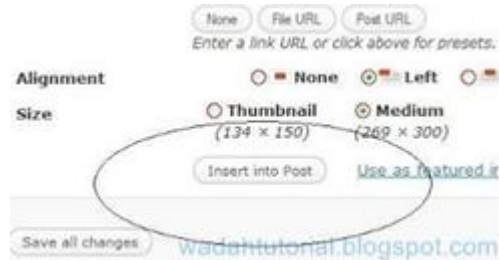 None File URL Post URL
Enter a link URL or click above for presets.
Alignment None Left
Size Thumbnail Medium
(134 × 150) (269 × 300)
Insert into Post Use as featured
Save all changes wadahtutorial.blogspot.com